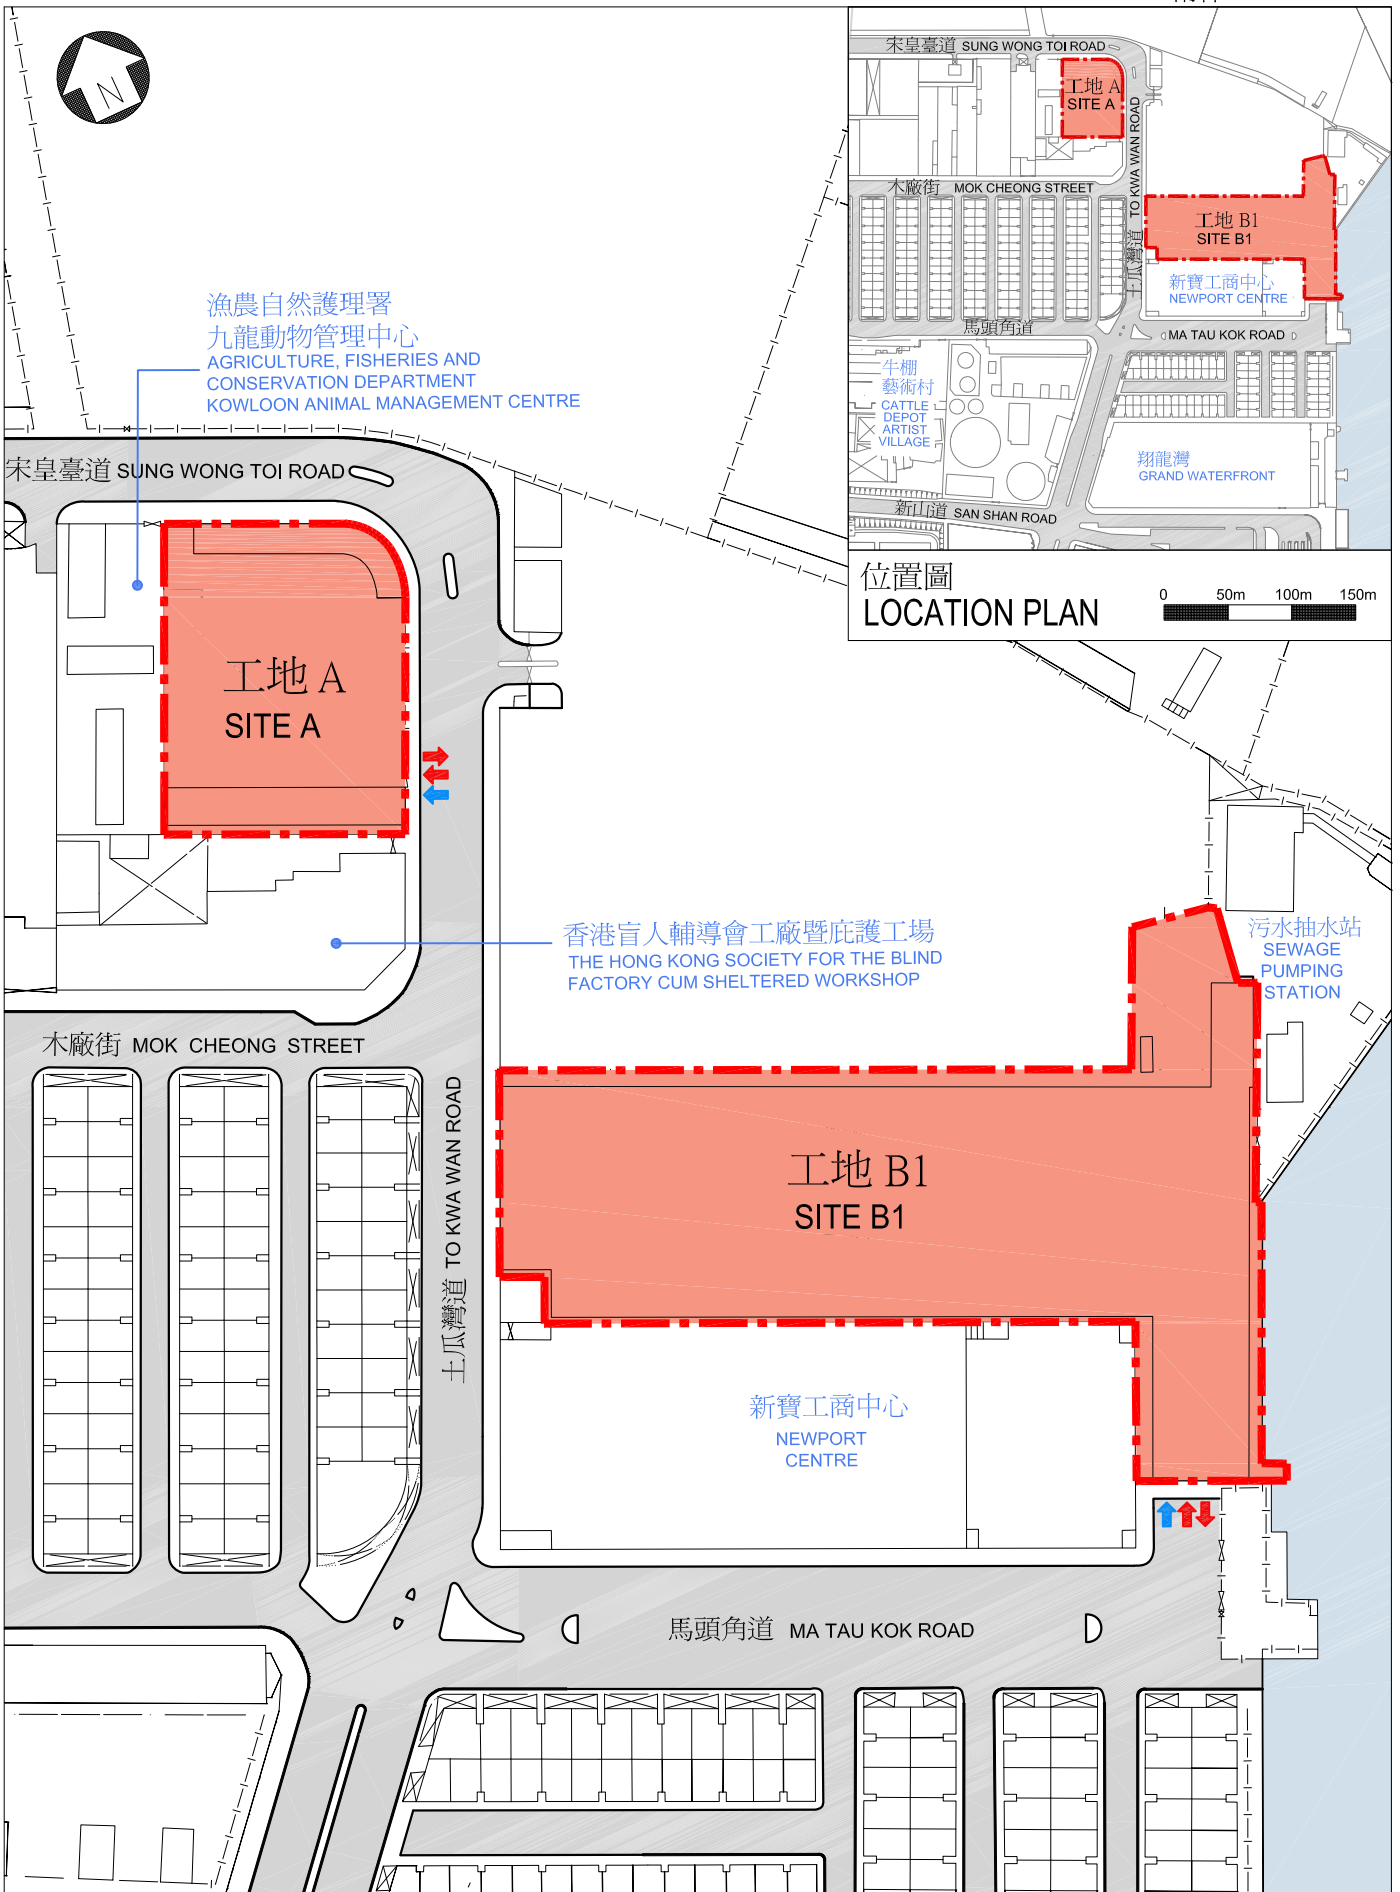 N
漁農自然護理署
九龍動物管理中心
AGRICULTURE, FISHERIES AND
CONSERVATION DEPARTMENT
KOWLOON ANIMAL MANAGEMENT CENTRE
宋皇臺道 SUNG WONG TOI ROAD
工地 A
SITE A
香港盲人輔導會工廠暨庇護工場
THE HONG KONG SOCIETY FOR THE BLIND
FACTORY CUM SHELTERED WORKSHOP
污水抽水站
SEWAGE
PUMPING
STATION
木廠街 MOK CHEONG STREET
土瓜灣道 TO KWA WAN ROAD
工地 B1
SITE B1
新寶工商中心
NEWPORT
CENTRE
馬頭角道 MA TAU KOK ROAD
宋皇臺道 SUNG WONG TOI ROAD
工地 A
SITE A
土瓜灣道 TO KWA WAN ROAD
木廠街 MOK CHEONG STREET
工地 B1
SITE B1
新寶工商中心
NEWPORT CENTRE
馬頭角道 MA TAU KOK ROAD
牛棚
藝術村
CATTLE
DEPOT
ARTIST
VILLAGE
翔龍灣
GRAND WATERFRONT
新山道 SAN SHAN ROAD
位置圖
LOCATION PLAN
0 50m 100m 150m